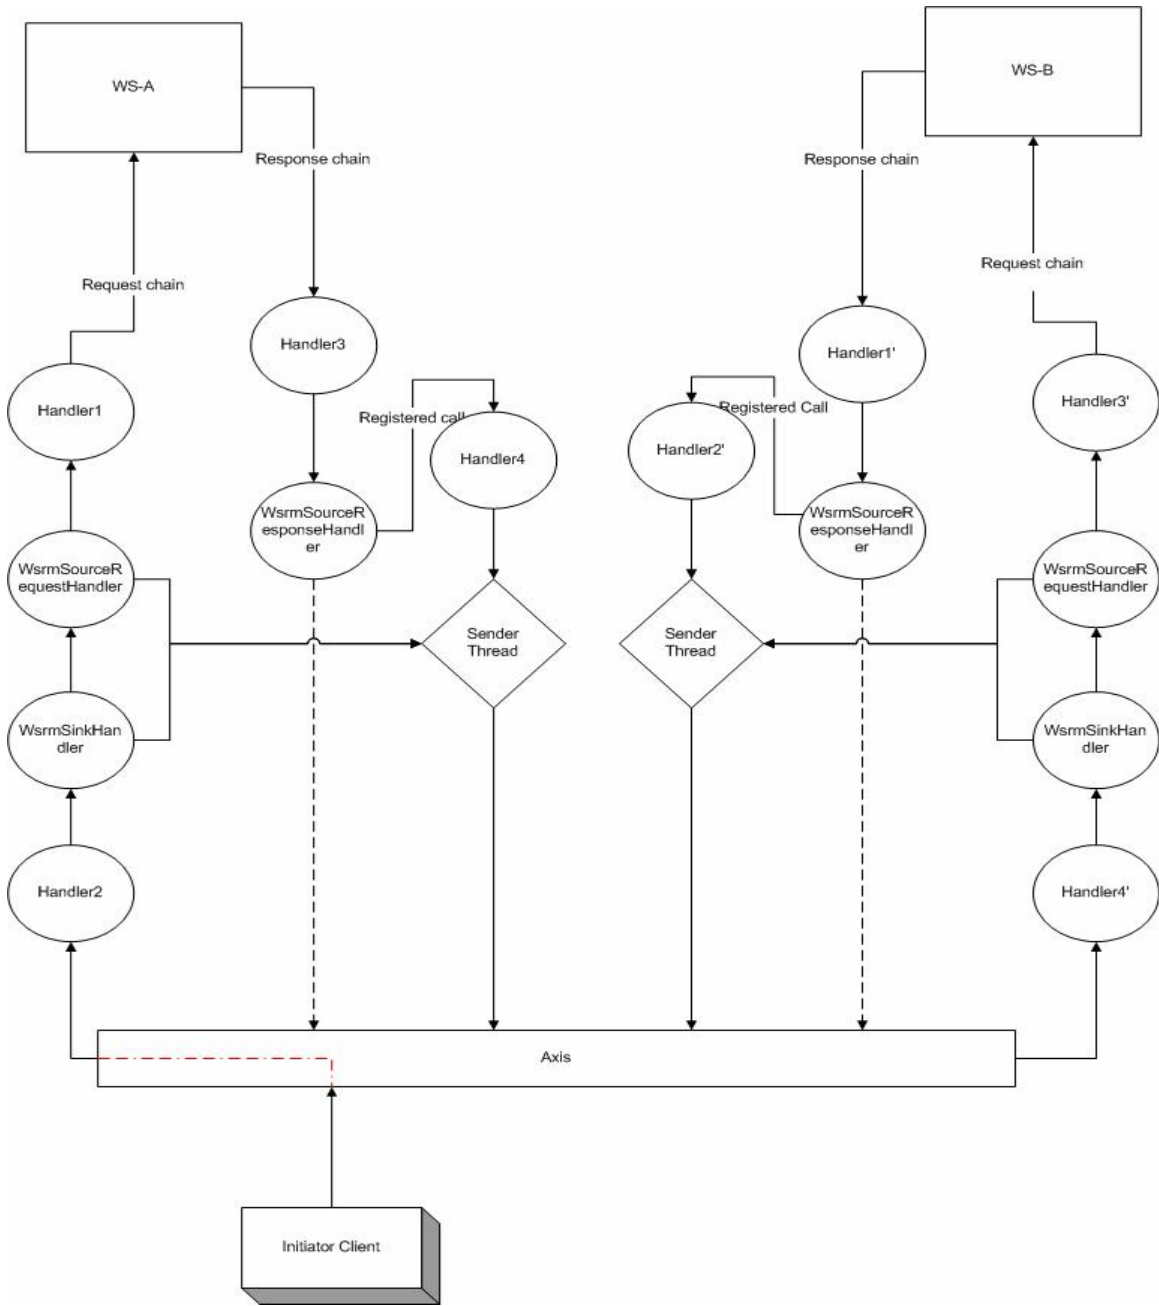 WS-A
WS-B
Response chain
Response chain
Request chain
Request chain
Handler3
Handler1'
Handler1
Handler3'
Registered call
Registered Call
Handler4
Handler2'
WsrmSourceR
esponseHandl
er
WsrmSourceR
esponseHandl
er
WsrmSourceR
equestHandler
WsrmSourceR
equestHandler
Sender
Thread
Sender
Thread
WsrmSinkHan
dler
WsrmSinkHan
dler
Handler2
Handler4'
Axis
Initiator Client